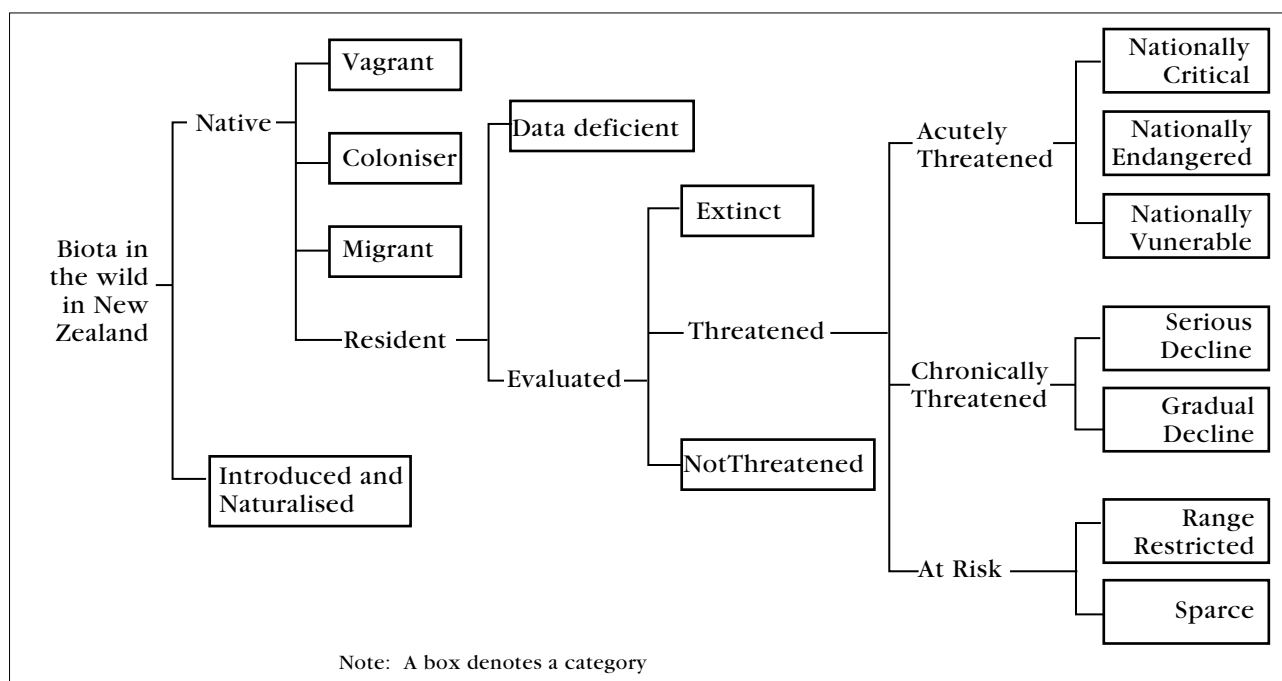 Biota in
the wild
in New
Zealand
Native
Introduced and
Naturalised
Vagrant
Coloniser
Migrant
Resident
Data deficient
Evaluated
Extinct
Threatened
NotThreatened
Acutely
Threatened
Chronically
Threatened
At Risk
Nationally
Critical
Nationally
Endangered
Nationally
Vunerable
Serious
Decline
Gradual
Decline
Range
Restricted
Sparce
Note: A box denotes a category